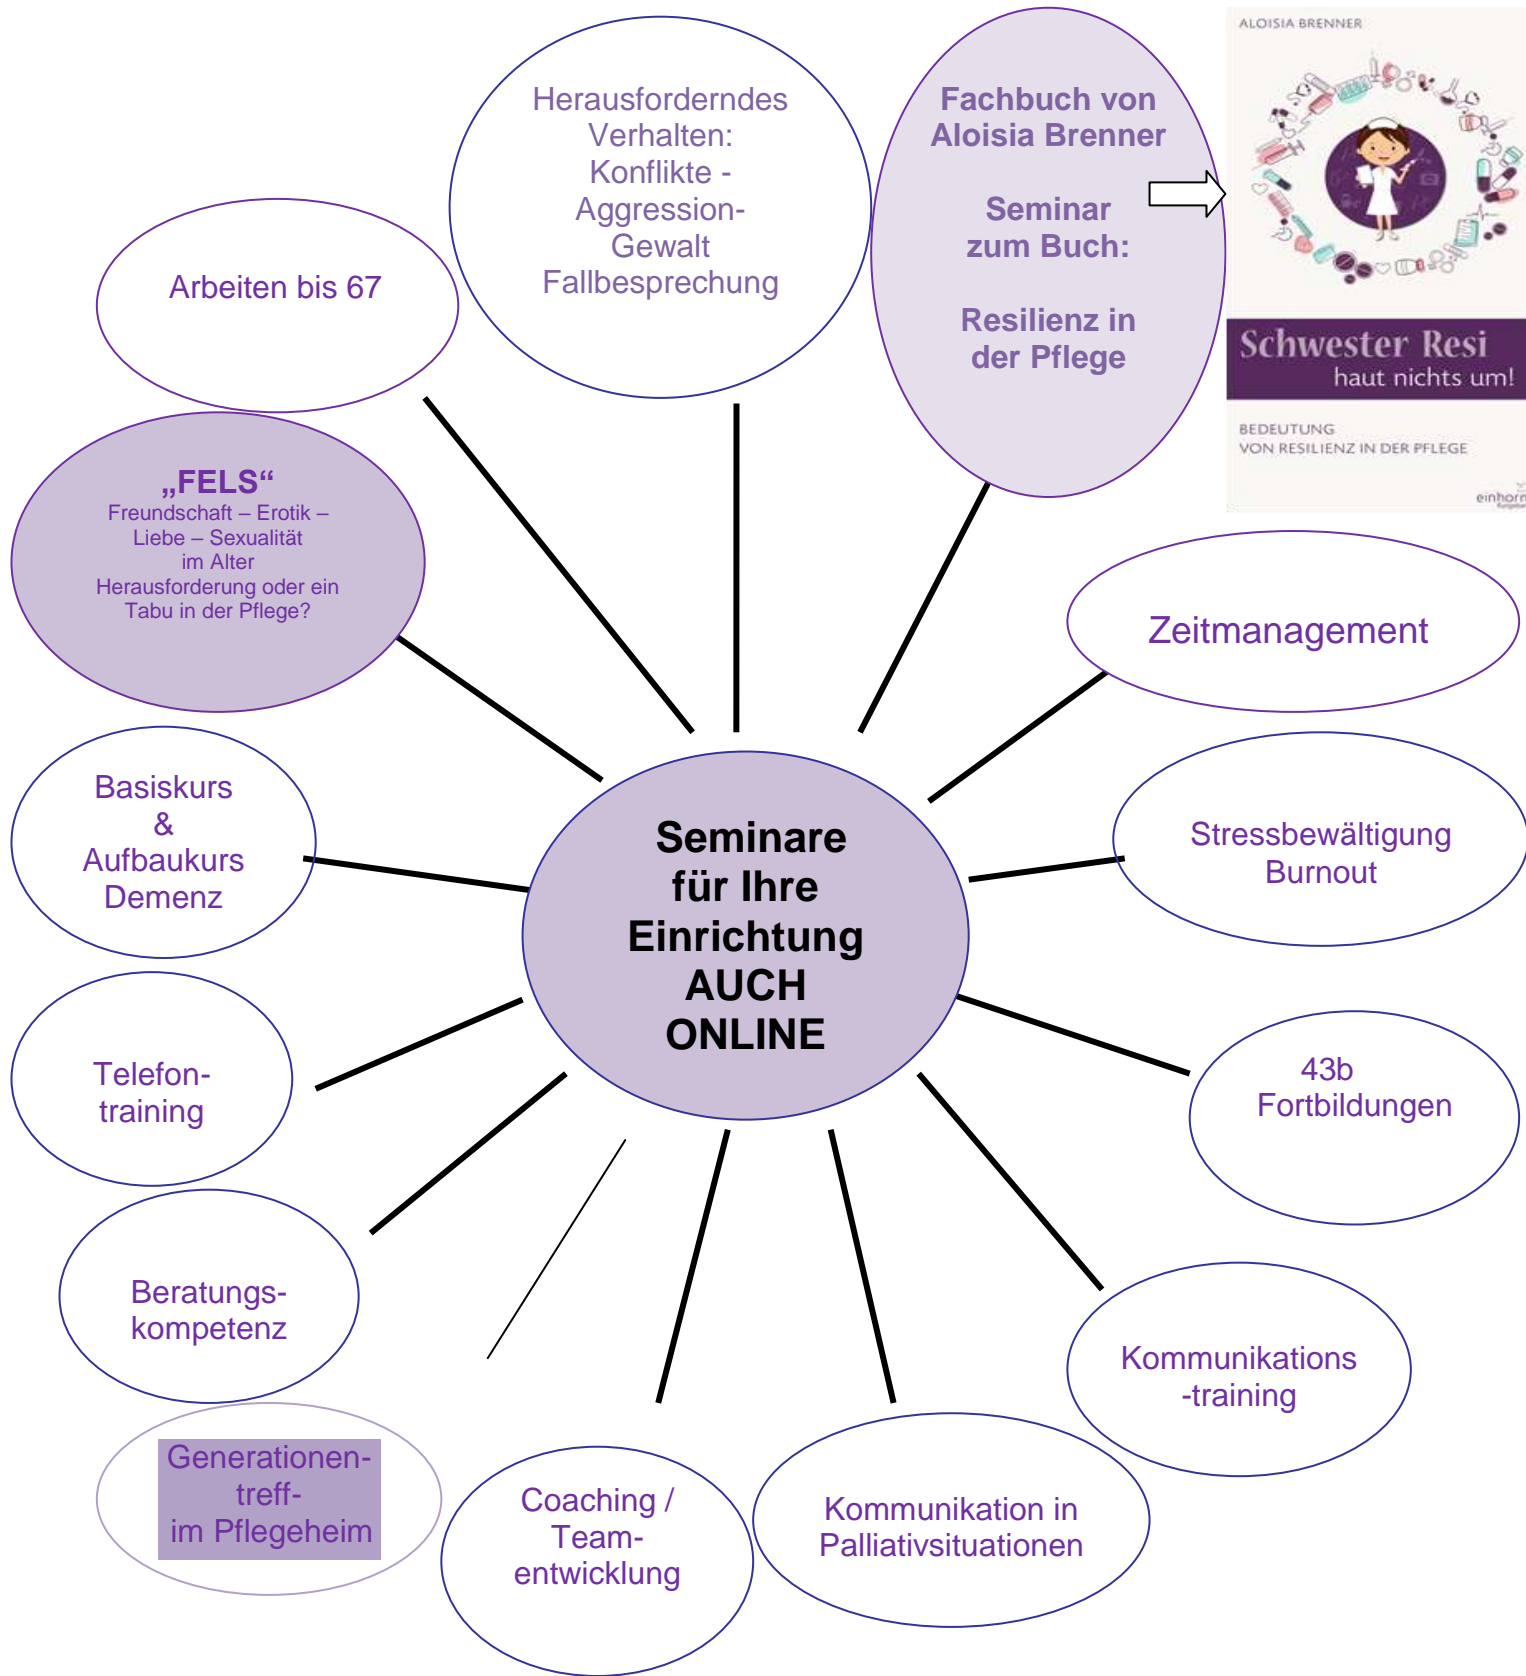 ALOISIA BRENNER
Herausforderndes
Verhalten:
Konflikte -
Aggression-
Gewalt
Fallbesprechung
Fachbuch von
Aloisia Brenner
Seminar
zum Buch:
Resilienz in
der Pflege
Schwester Resi
haut nichts um!
BEDEUTUNG
VON RESILIENZ IN DER PFLEGE
einhorn
Arbeiten bis 67
„FELS“
Freundschaft – Erotik –
Liebe – Sexualität
im Alter
Herausforderung oder ein
Tabu in der Pflege?
Zeitmanagement
Basiskurs
&
Aufbaukurs
Demenz
Seminare
für Ihre
Einrichtung
AUCH
ONLINE
Stressbewältigung
Burnout
Telefon-
training
43b
Fortbildungen
Beratungs-
kompetenz
Kommunikations
-training
Generationen-
treff-
im Pflegeheim
Coaching /
Team-
entwicklung
Kommunikation in
Palliativsituationen